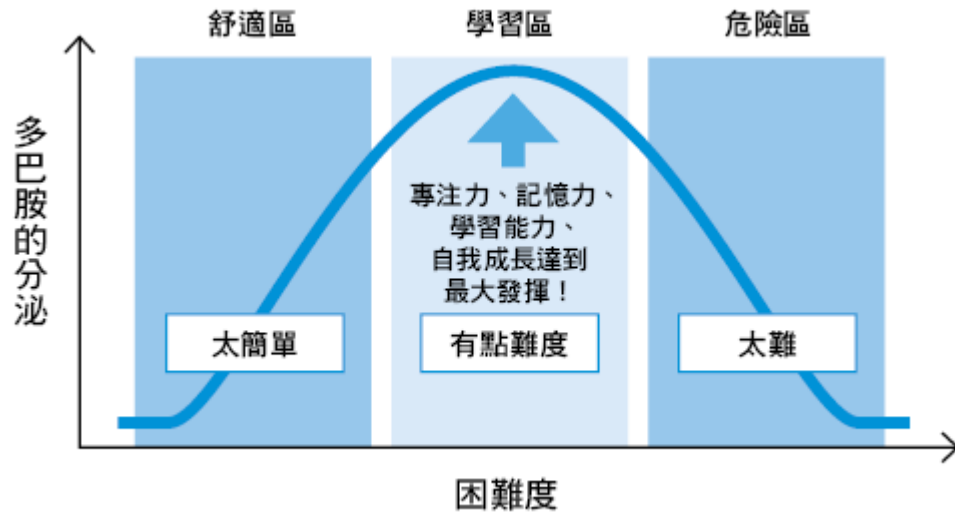 舒適區
學習區
危險區
多巴胺的分泌
專注力、記憶力、
學習能力、
自我成長達到
最大發揮！
太簡單
有點難度
太難
困難度